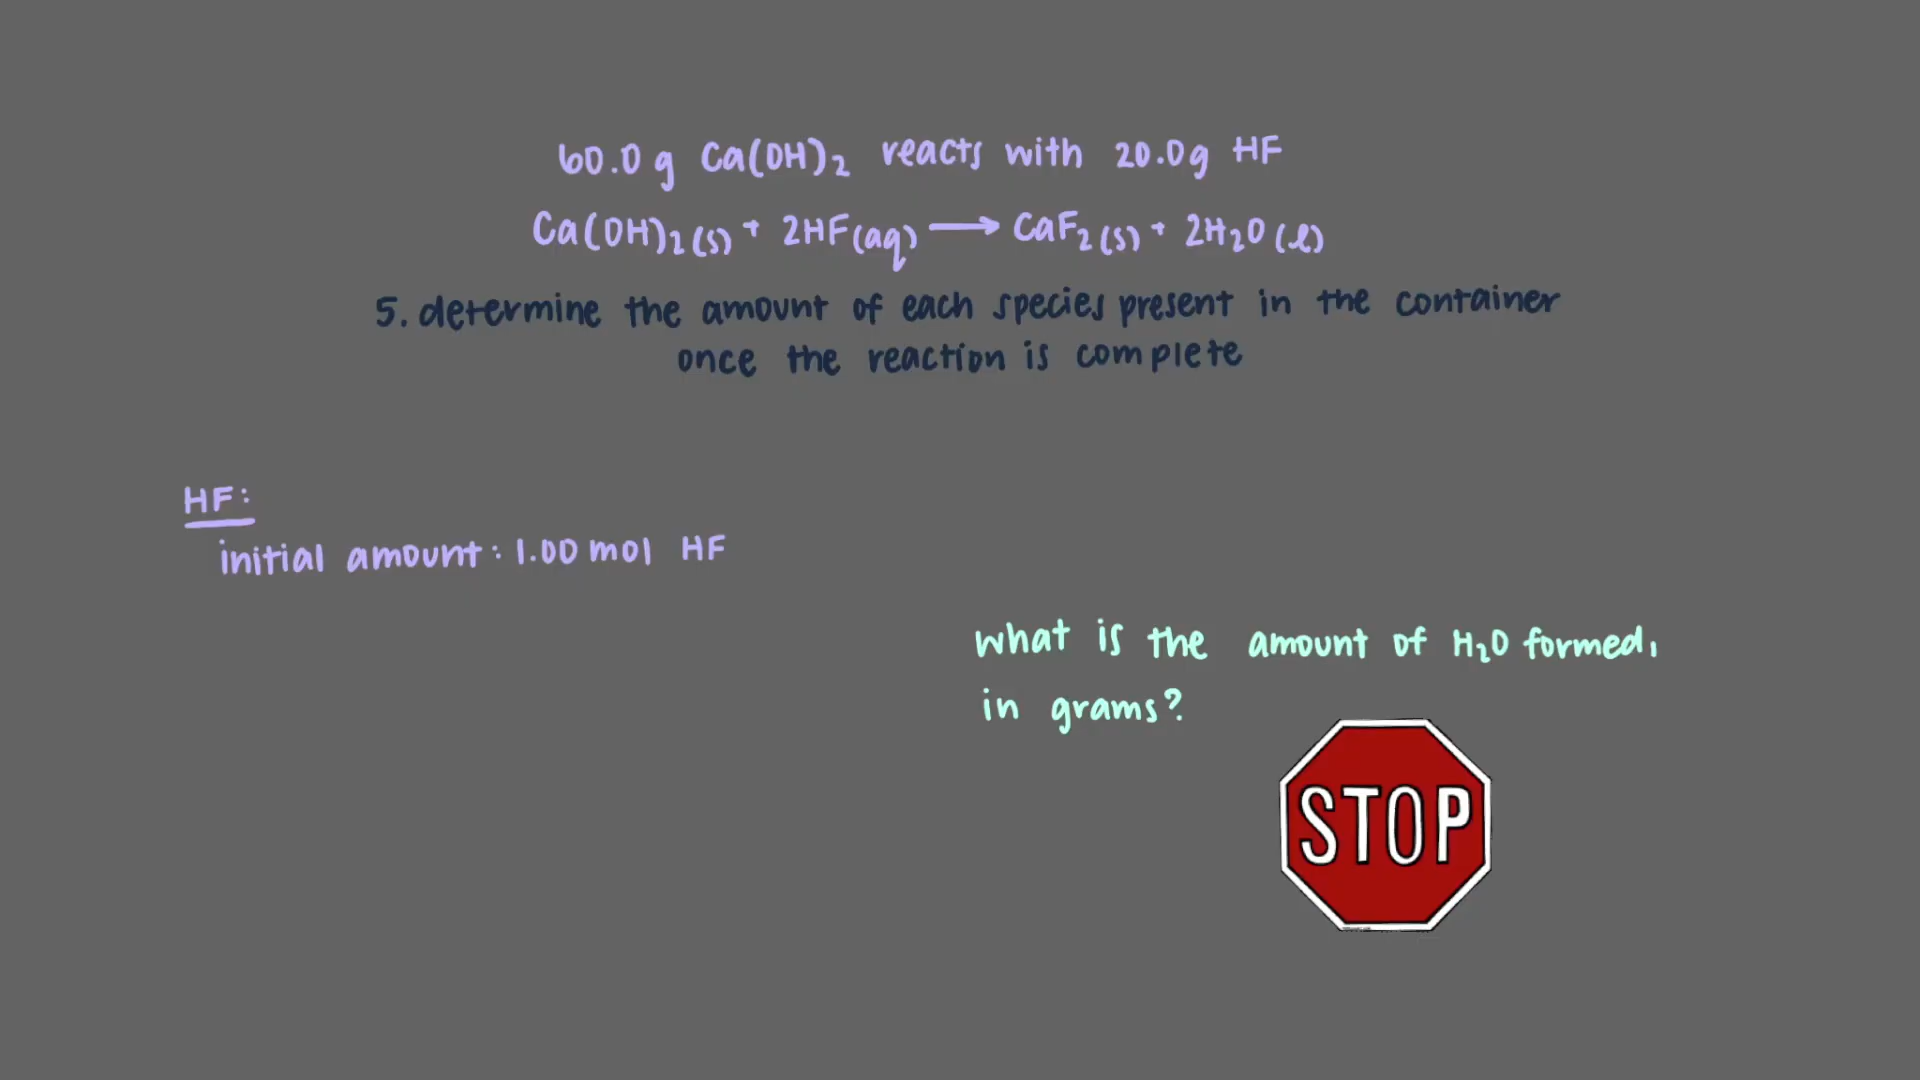 60.0 g Ca(OH)₂ reacts with 20.0g HF
Ca(OH)₂(s) + 2HF(aq) ⟶ CaF₂(s) + 2H₂O(l)
5. determine the amount of each species present in the container
once the reaction is complete
HF:
initial amount: 1.00 mol HF
what is the amount of H₂O formed,
in grams?
STOP